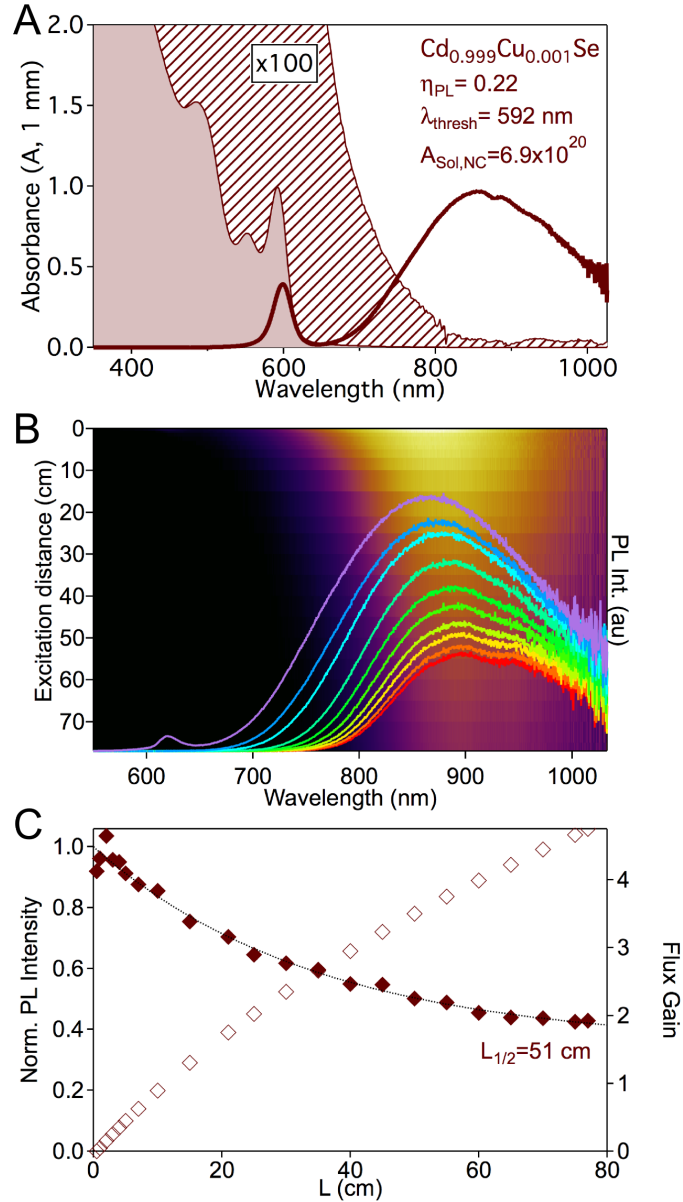 A
2.0
1.5
1.0
0.5
0.0
Absorbance (A, 1 mm)
x100
Cd0.999Cu0.001Se
ηPL= 0.22
λthresh= 592 nm
ASol,NC=6.9x10^20
400
600
800
1000
Wavelength (nm)
B
0
10
20
30
40
50
60
70
Excitation distance (cm)
PL Int. (au)
600
700
800
900
1000
Wavelength (nm)
C
1.0
0.8
0.6
0.4
0.2
0.0
Norm. PL Intensity
4
3
2
1
0
Flux Gain
L1/2=51 cm
0
20
40
60
80
L (cm)